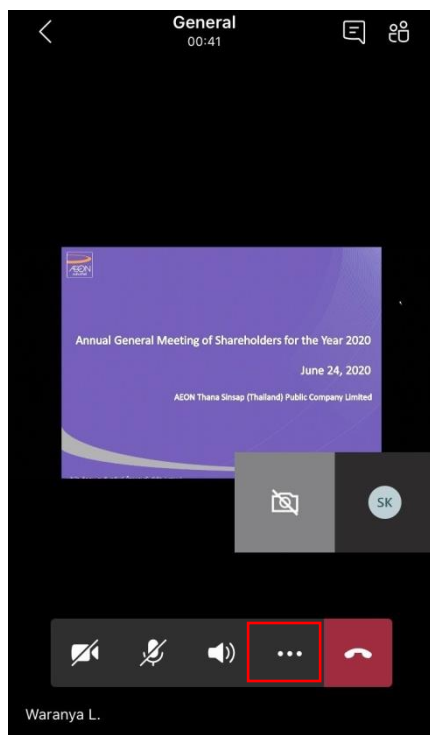 General
00:41
AEON
Annual General Meeting of Shareholders for the Year 2020
June 24, 2020
AEON Thana Sinsap (Thailand) Public Company Limited
SK
Waranya L.